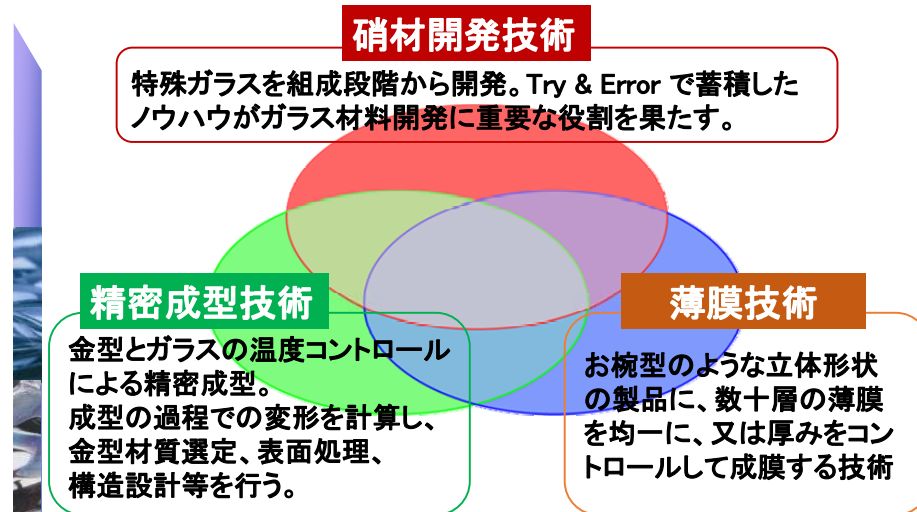 硝材開発技術
特殊ガラスを組成段階から開発。Try & Error で蓄積した
ノウハウがガラス材料開発に重要な役割を果たす。
精密成型技術
金型とガラスの温度コントロール
による精密成型。
成型の過程での変形を計算し、
金型材質選定、表面処理、
構造設計等を行う。
薄膜技術
お椀型のような立体形状
の製品に、数十層の薄膜
を均一に、又は厚みをコン
トロールして成膜する技術